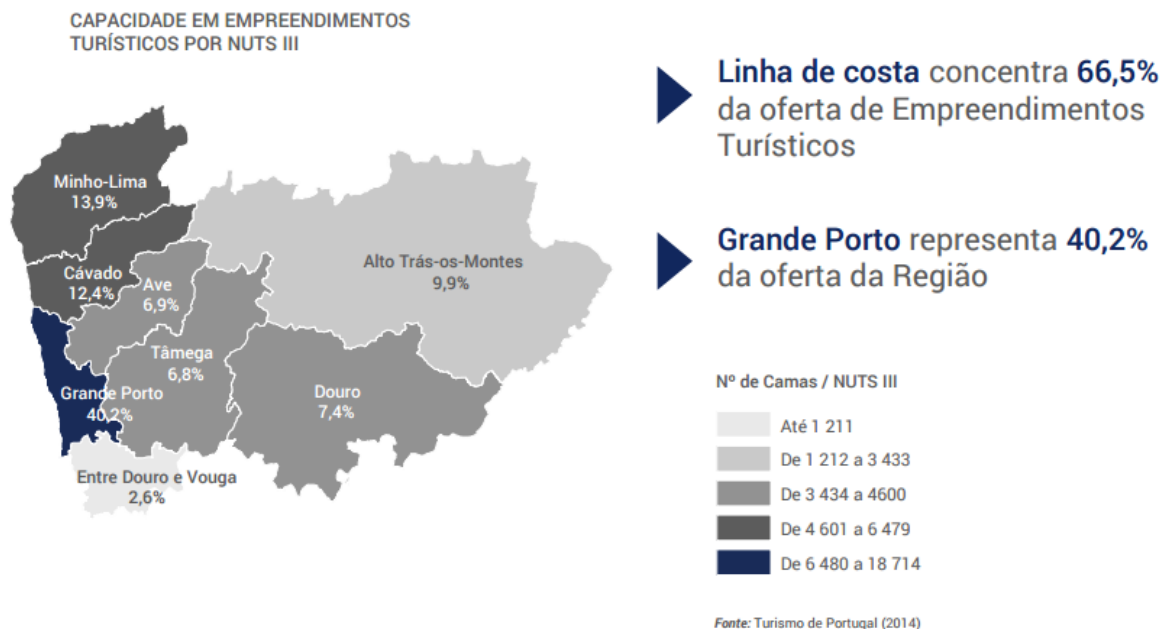 CAPACIDADE EM EMPREENDIMENTOS
TURÍSTICOS POR NUTS III
Minho-Lima
13,9%
Cávado
12,4%
Ave
6,9%
Alto Trás-os-Montes
9,9%
Tâmega
6,8%
Grande Porto
40,2%
Douro
7,4%
Entre Douro e Vouga
2,6%
Linha de costa concentra 66,5%
da oferta de Empreendimentos
Turísticos
Grande Porto representa 40,2%
da oferta da Região
Nº de Camas / NUTS III
Até 1 211
De 1 212 a 3 433
De 3 434 a 4600
De 4 601 a 6 479
De 6 480 a 18 714
Fonte: Turismo de Portugal (2014)